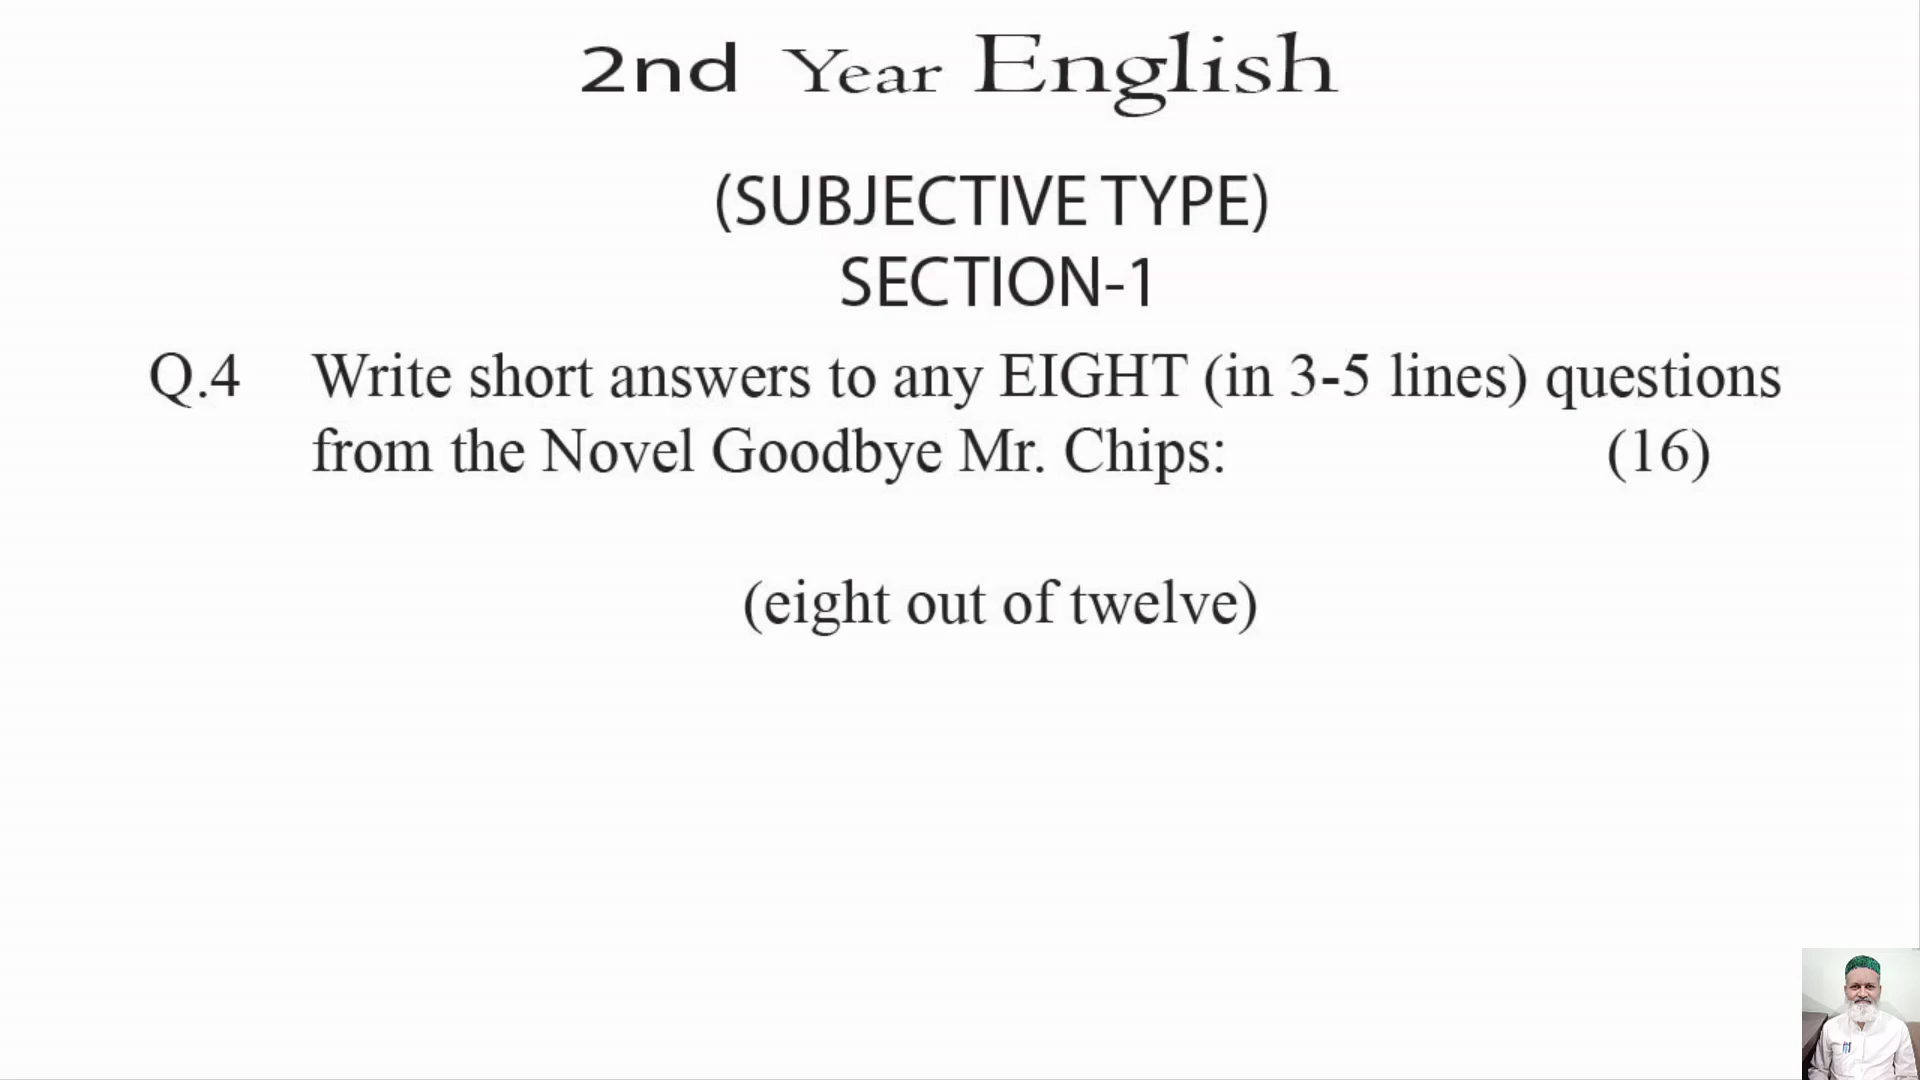 2nd Year English
(SUBJECTIVE TYPE)
SECTION-1
Q.4 Write short answers to any EIGHT (in 3-5 lines) questions
from the Novel Goodbye Mr. Chips: (16)
(eight out of twelve)